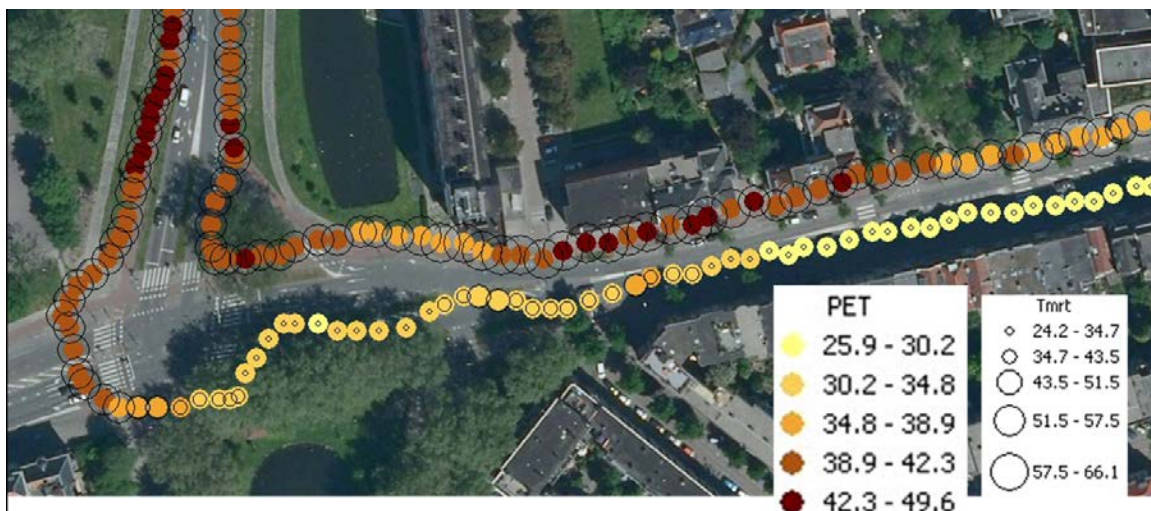 PET
25.9 - 30.2
30.2 - 34.8
34.8 - 38.9
38.9 - 42.3
42.3 - 49.6
Tmrt
24.2 - 34.7
34.7 - 43.5
43.5 - 51.5
51.5 - 57.5
57.5 - 66.1